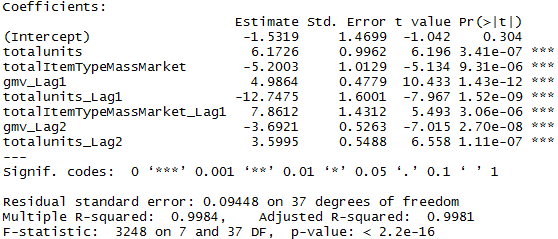 Coefficients:
Estimate Std. Error t value Pr(>|t|)
(Intercept) -1.5319 1.4699 -1.042 0.304
totalunits 6.1726 0.9962 6.196 3.41e-07 ***
totalItemTypeMassMarket -5.2003 1.0129 -5.134 9.31e-06 ***
gmv_Lag1 4.9864 0.4779 10.433 1.43e-12 ***
totalunits_Lag1 -12.7475 1.6001 -7.967 1.52e-09 ***
totalItemTypeMassMarket_Lag1 7.8612 1.4312 5.493 3.06e-06 ***
gmv_Lag2 -3.6921 0.5263 -7.015 2.70e-08 ***
totalunits_Lag2 3.5995 0.5488 6.558 1.11e-07 ***
---
Signif. codes: 0 ‘***’ 0.001 ‘**’ 0.01 ‘*’ 0.05 ‘.’ 0.1 ‘ ’ 1
Residual standard error: 0.09448 on 37 degrees of freedom
Multiple R-squared: 0.9984, Adjusted R-squared: 0.9981
F-statistic: 3248 on 7 and 37 DF, p-value: < 2.2e-16